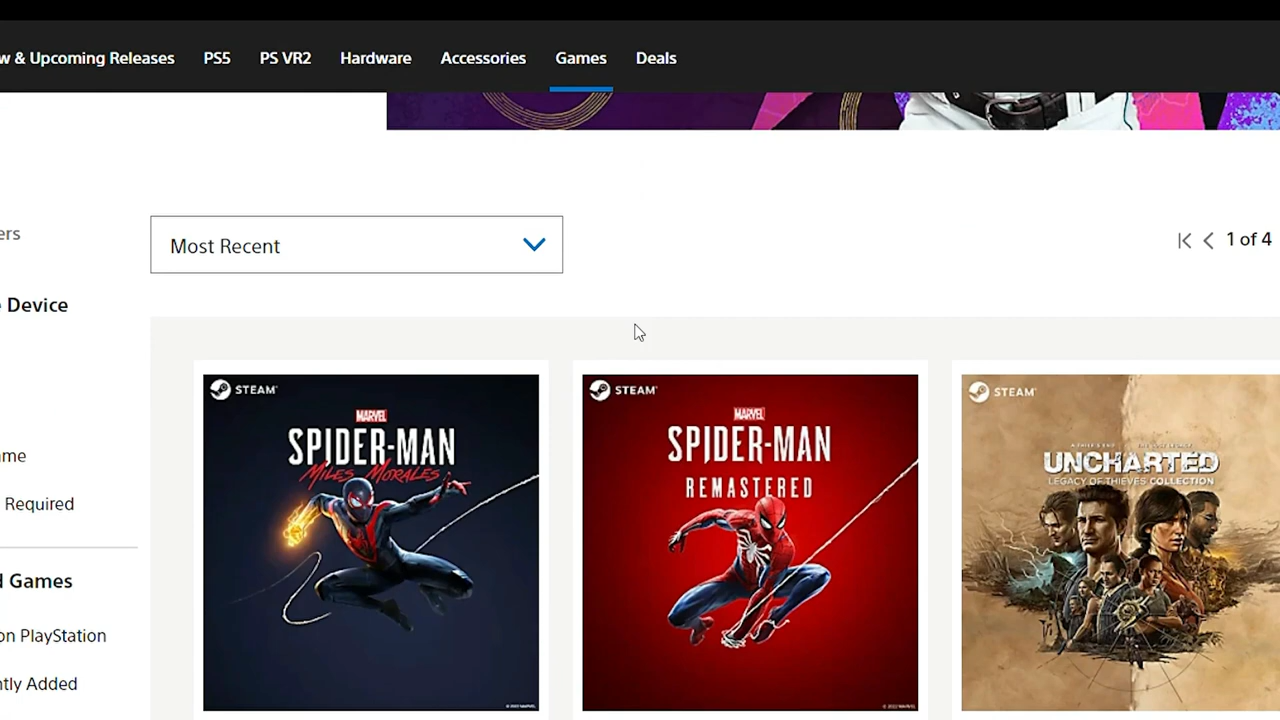 w & Upcoming Releases PS5 PS VR2 Hardware Accessories Games Deals
ers
Most Recent
1 of 4
Device
me
Required
d Games
on PlayStation
ntly Added
STEAM
MARVEL
SPIDER-MAN
MILES MORALES
STEAM
MARVEL
SPIDER-MAN
REMASTERED
STEAM
UNCHARTED
LEGACY OF THIEVES COLLECTION